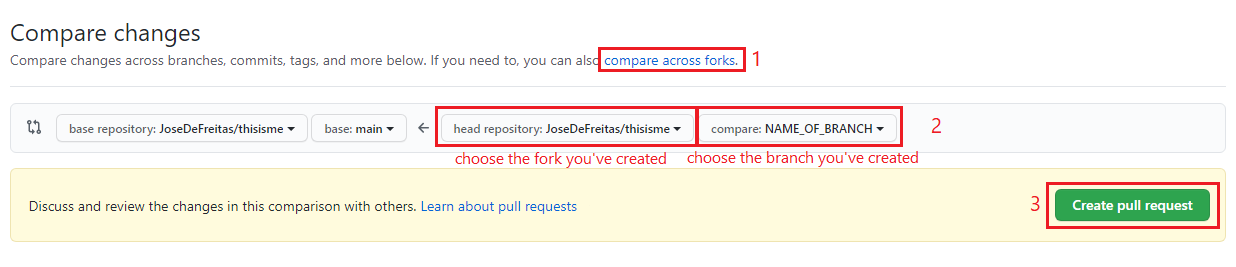 Compare changes
Compare changes across branches, commits, tags, and more below. If you need to, you can also compare across forks. 1
base repository: JoseDeFreitas/thisisme base: main head repository: JoseDeFreitas/thisisme compare: NAME_OF_BRANCH 2
choose the fork you've created choose the branch you've created
Discuss and review the changes in this comparison with others. Learn about pull requests 3 Create pull request